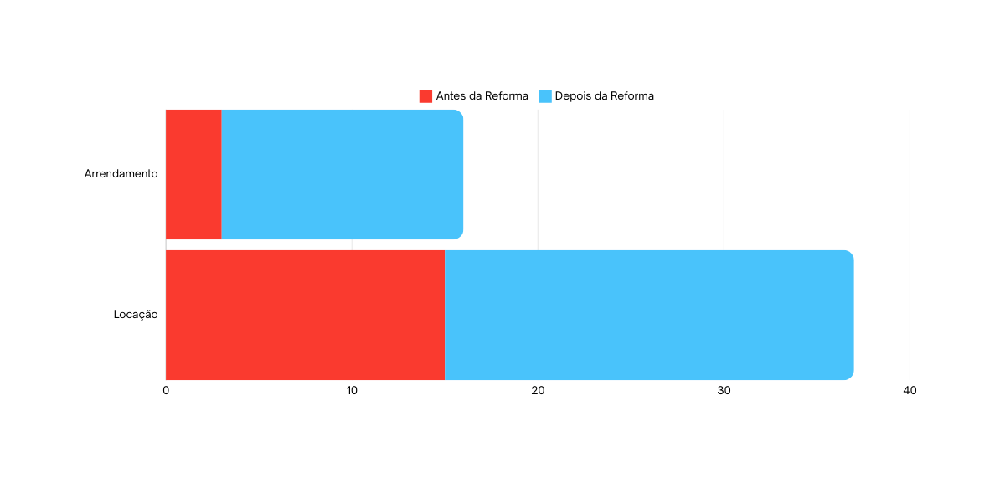 Antes da Reforma Depois da Reforma
Arrendamento
Locação
0 10 20 30 40